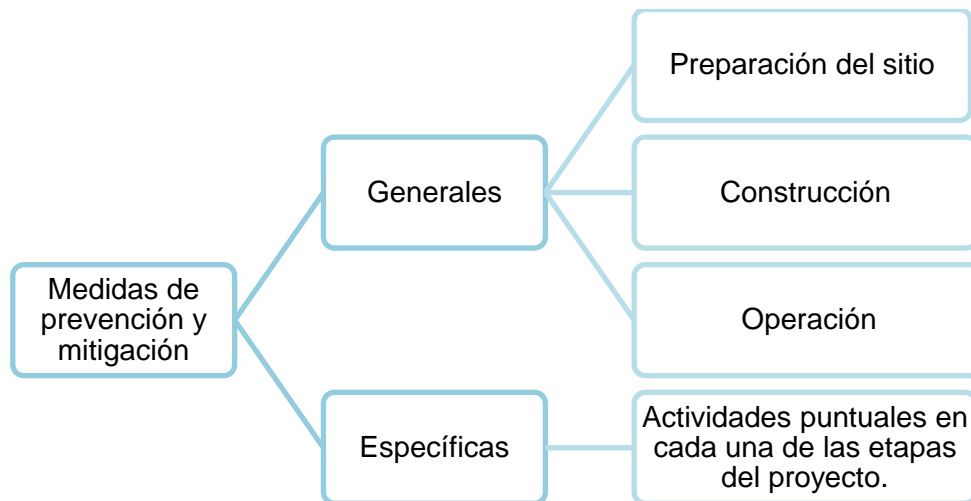 Medidas de
prevención y
mitigación
Generales
Preparación del sitio
Construcción
Operación
Específicas
Actividades puntuales en
cada una de las etapas
del proyecto.